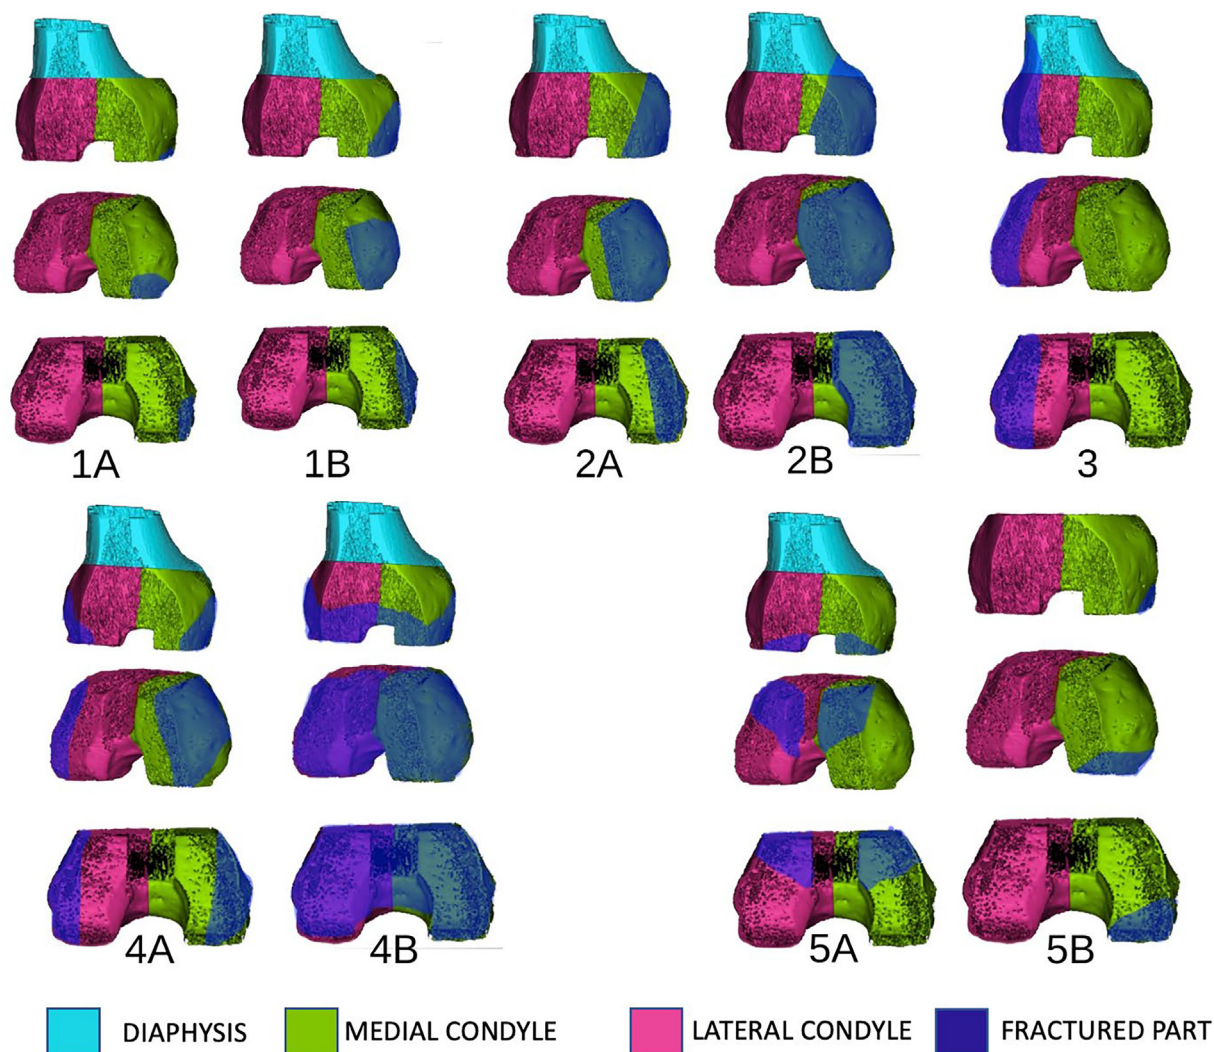 1A 1B 2A 2B 3
4A 4B 5A 5B
DIAPHYSIS MEDIAL CONDYLE LATERAL CONDYLE FRACTURED PART